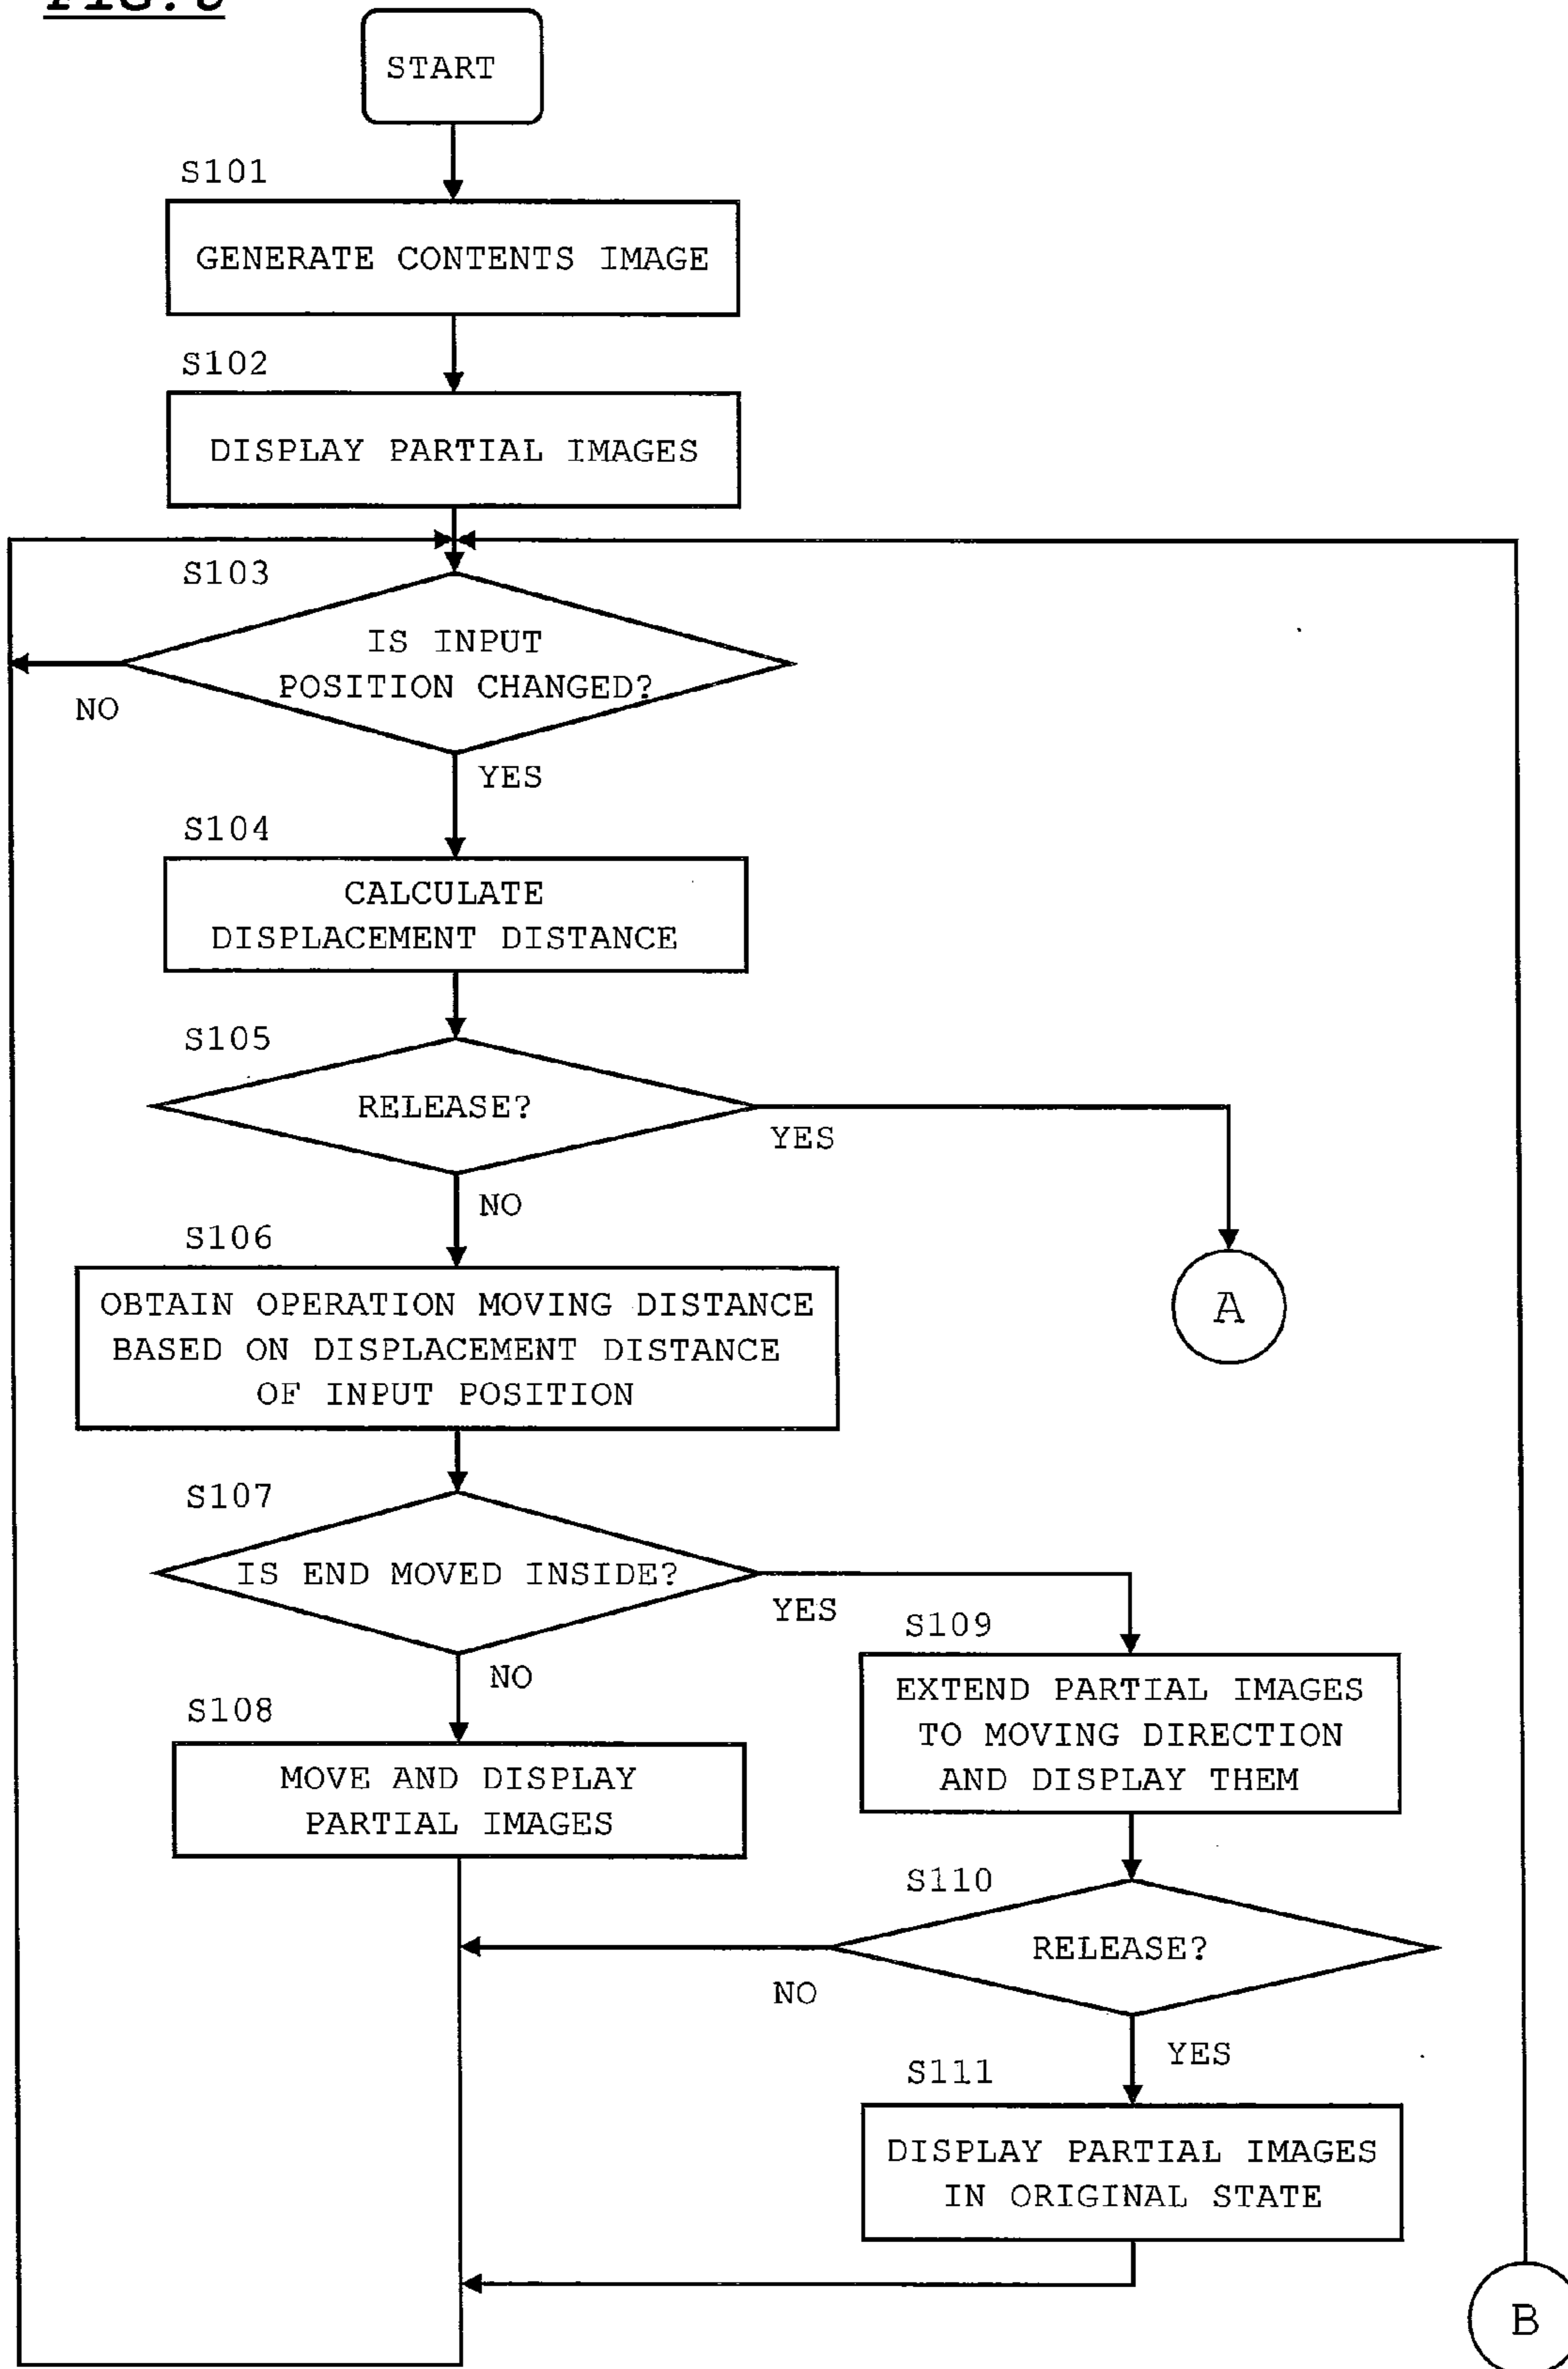 START
S101
GENERATE CONTENTS IMAGE
S102
DISPLAY PARTIAL IMAGES
S103
IS INPUT
POSITION CHANGED?
NO
YES
S104
CALCULATE
DISPLACEMENT DISTANCE
S105
RELEASE?
YES
NO
S106
OBTAIN OPERATION MOVING DISTANCE
BASED ON DISPLACEMENT DISTANCE
OF INPUT POSITION
A
S107
IS END MOVED INSIDE?
YES
NO
S108
MOVE AND DISPLAY
PARTIAL IMAGES
S109
EXTEND PARTIAL IMAGES
TO MOVING DIRECTION
AND DISPLAY THEM
S110
RELEASE?
NO
YES
S111
DISPLAY PARTIAL IMAGES
IN ORIGINAL STATE
B